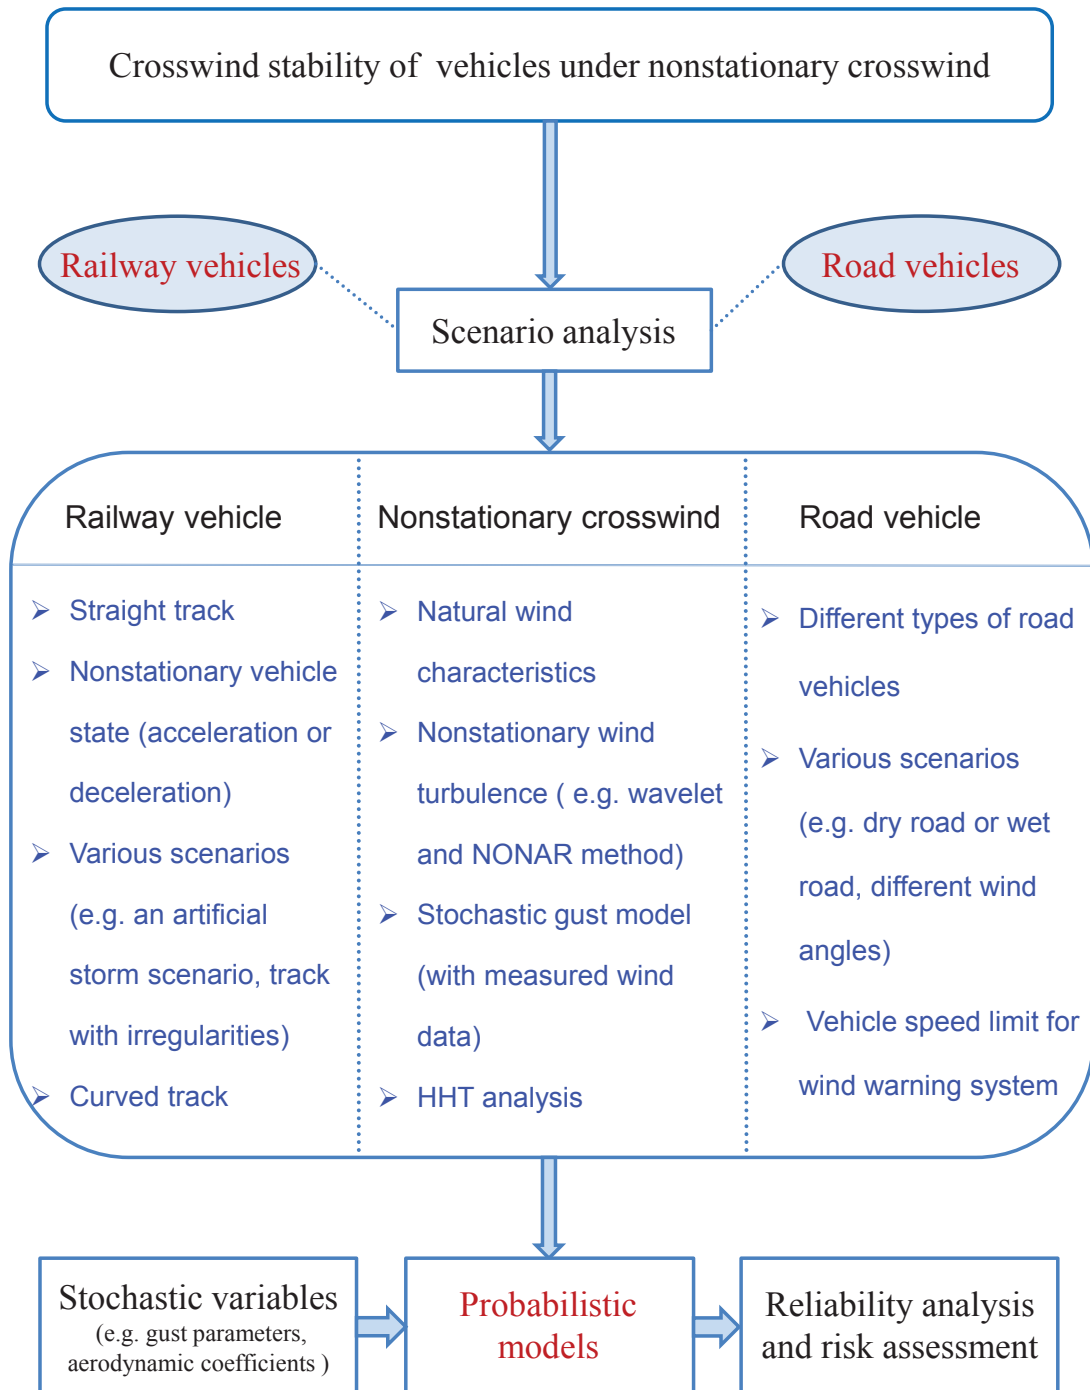 Crosswind stability of vehicles under nonstationary crosswind
Railway vehicles
Road vehicles
Scenario analysis
Railway vehicle
➢ Straight track
➢ Nonstationary vehicle
state (acceleration or
deceleration)
➢ Various scenarios
(e.g. an artificial
storm scenario, track
with irregularities)
➢ Curved track
Nonstationary crosswind
➢ Natural wind
characteristics
➢ Nonstationary wind
turbulence ( e.g. wavelet
and NONAR method)
➢ Stochastic gust model
(with measured wind
data)
➢ HHT analysis
Road vehicle
➢ Different types of road
vehicles
➢ Various scenarios
(e.g. dry road or wet
road, different wind
angles)
➢ Vehicle speed limit for
wind warning system
Stochastic variables
(e.g. gust parameters,
aerodynamic coefficients )
Probabilistic
models
Reliability analysis
and risk assessment